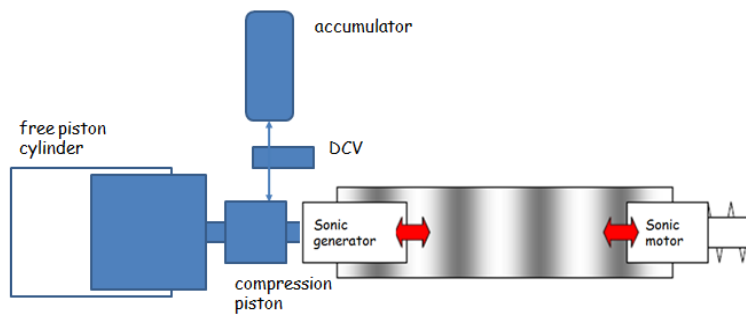 accumulator
free piston
cylinder
DCV
Sonic
generator
Sonic
motor
compression
piston